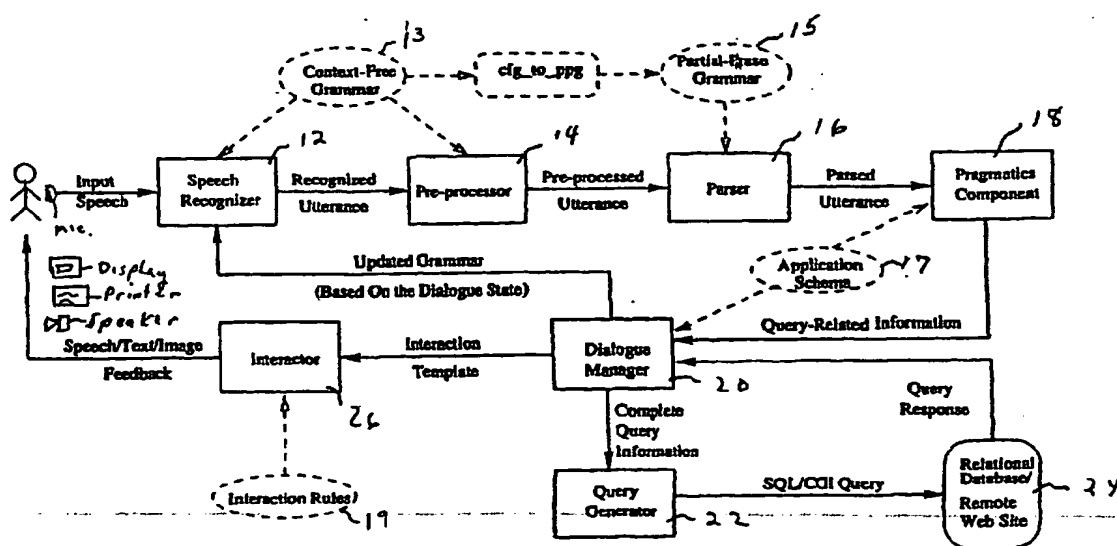 13
15
Context-Free
Grammar
cfg_to_ppg
Partial-Phrase
Grammar
12
14
16
18
Input
Speech
Speech
Recognizer
Recognized
Utterance
Pre-processor
Pre-processed
Utterance
Parser
Parsed
Utterance
Pragmatics
Component
mic.
Display
Printer
Speaker
Updated Grammar
(Based On the Dialogue State)
Application
Schema
17
Query-Related Information
Speech/Text/Image
Feedback
Interactor
26
Interaction
Template
Dialogue
Manager
20
Query
Response
Complete
Query
Information
Interaction Rules
19
Query
Generator
22
SQL/CGI Query
Relational
Database/
Remote
Web Site
24